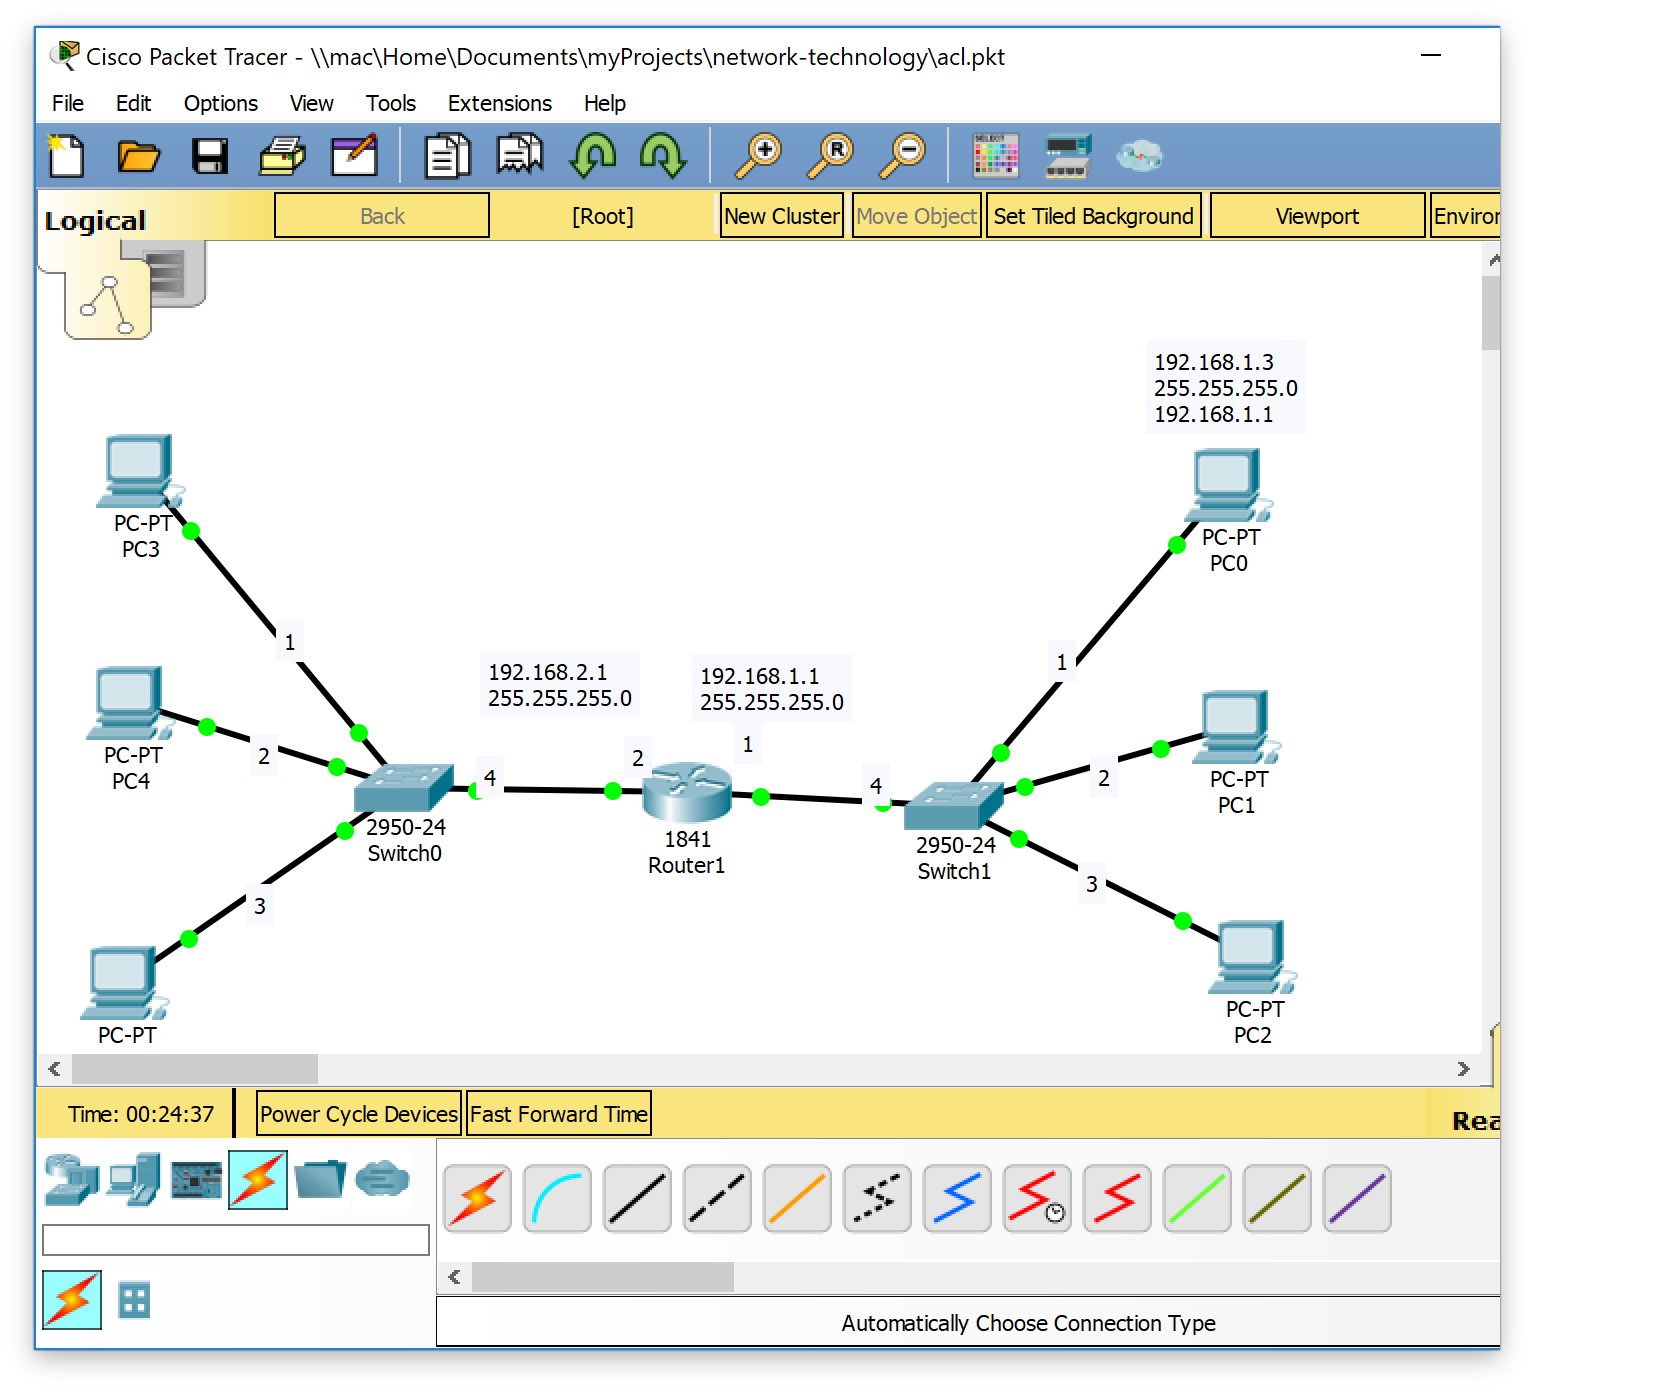 Cisco Packet Tracer - \\mac\Home\Documents\myProjects\network-technology\acl.pkt
File Edit Options View Tools Extensions Help
SELECT
R
Logical Back [Root] New Cluster Move Object Set Tiled Background Viewport Enviror
192.168.1.3
255.255.255.0
192.168.1.1
PC-PT
PC3
PC-PT
PC0
1
1
192.168.2.1
255.255.255.0
192.168.1.1
255.255.255.0
PC-PT
PC4
2
4
2
1
4
2
PC-PT
PC1
2950-24
Switch0
1841
Router1
2950-24
Switch1
3
3
PC-PT
PC-PT
PC2
Time: 00:24:37 Power Cycle Devices Fast Forward Time Rea
Automatically Choose Connection Type